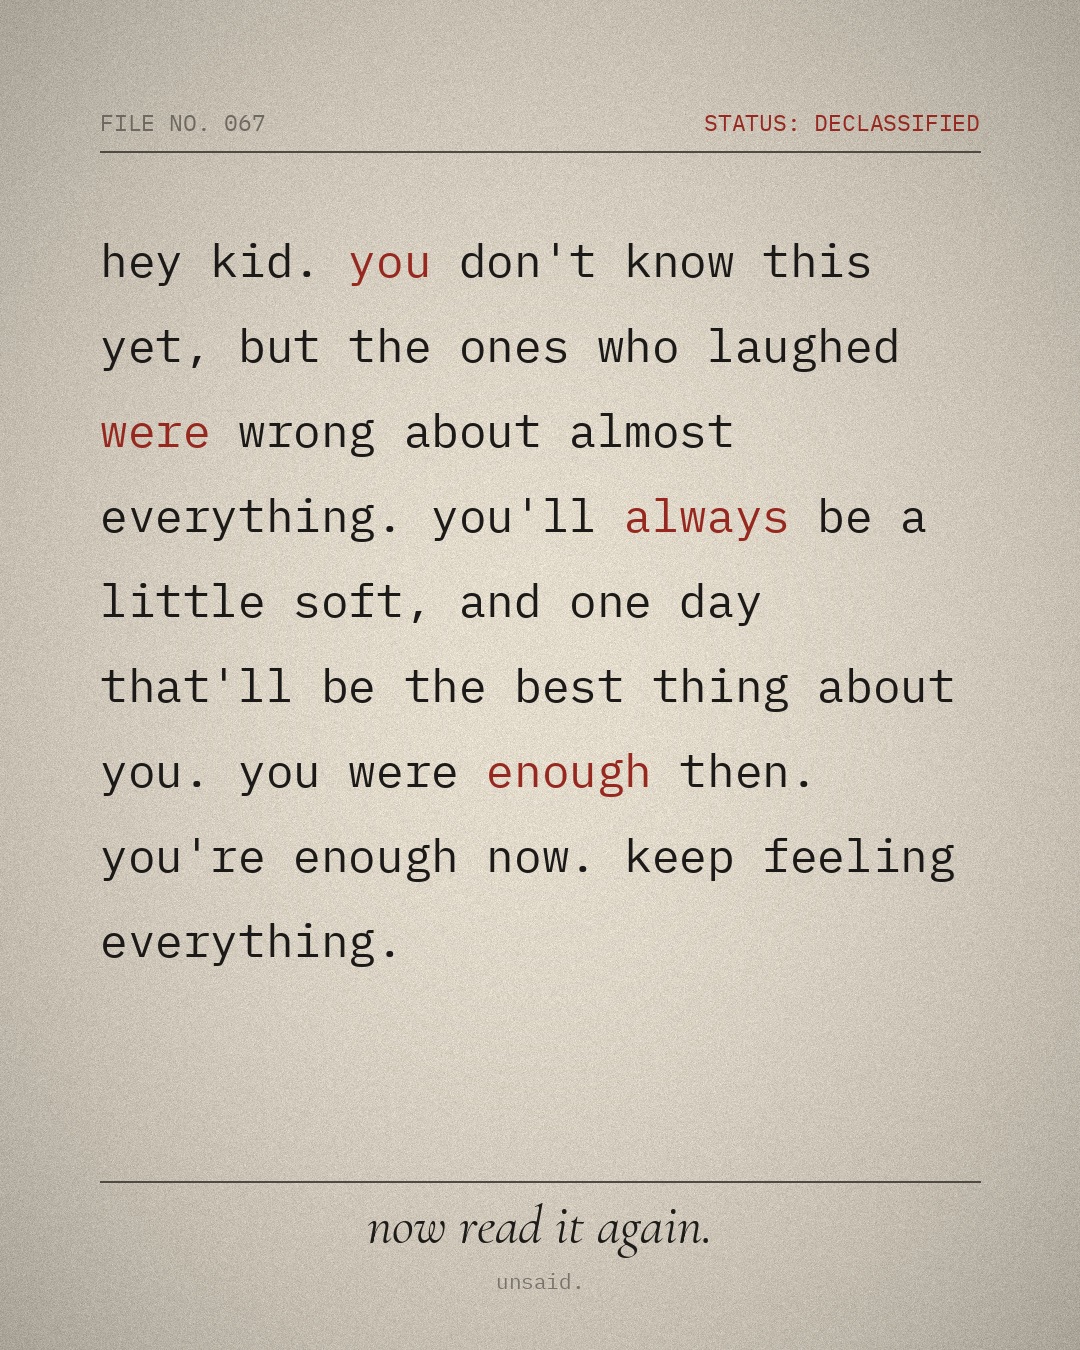 FILE NO. 067
STATUS: DECLASSIFIED
hey kid. you don't know this
yet, but the ones who laughed
were wrong about almost
everything. you'll always be a
little soft, and one day
that'll be the best thing about
you. you were enough then.
you're enough now. keep feeling
everything.
now read it again.
unsaid.